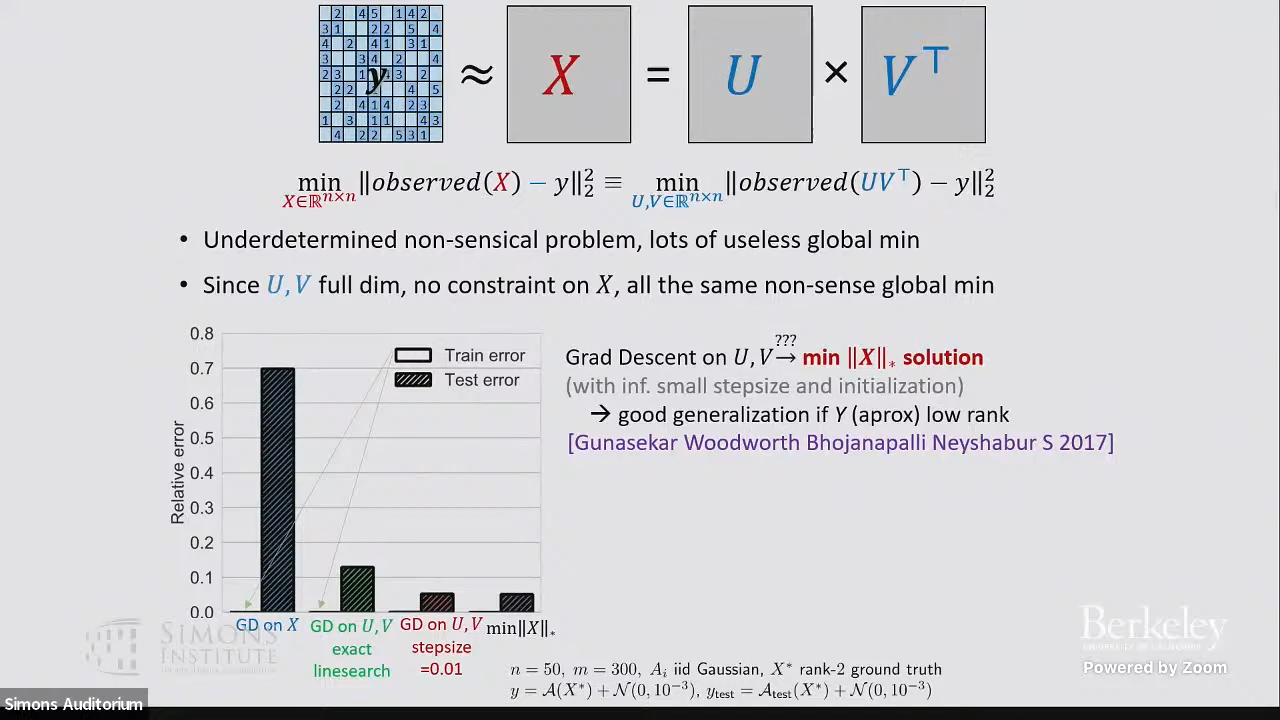 y ≈ X = U × V⊤
min ‖observed(X) − y‖₂² ≡ min ‖observed(UV⊤) − y‖₂²
X∈ℝⁿˣⁿ U,V∈ℝⁿˣⁿ
• Underdetermined non-sensical problem, lots of useless global min
• Since U, V full dim, no constraint on X, all the same non-sense global min
0.8
0.7
0.6
0.5
0.4
0.3
0.2
0.1
0.0
Relative error
Train error
Test error
GD on X
GD on U,V
exact
linesearch
GD on U,V
stepsize
=0.01
min‖X‖*
???
Grad Descent on U,V → min ‖X‖* solution
(with inf. small stepsize and initialization)
→ good generalization if Y (aprox) low rank
[Gunasekar Woodworth Bhojanapalli Neyshabur S 2017]
n = 50, m = 300, Aᵢ iid Gaussian, X* rank-2 ground truth
y = 𝒜(X*) + 𝒩(0, 10⁻³), y_test = 𝒜_test(X*) + 𝒩(0, 10⁻³)
SIMONS
INSTITUTE
Berkeley
UNIVERSITY OF CALIFORNIA
Powered by Zoom
Simons Auditorium